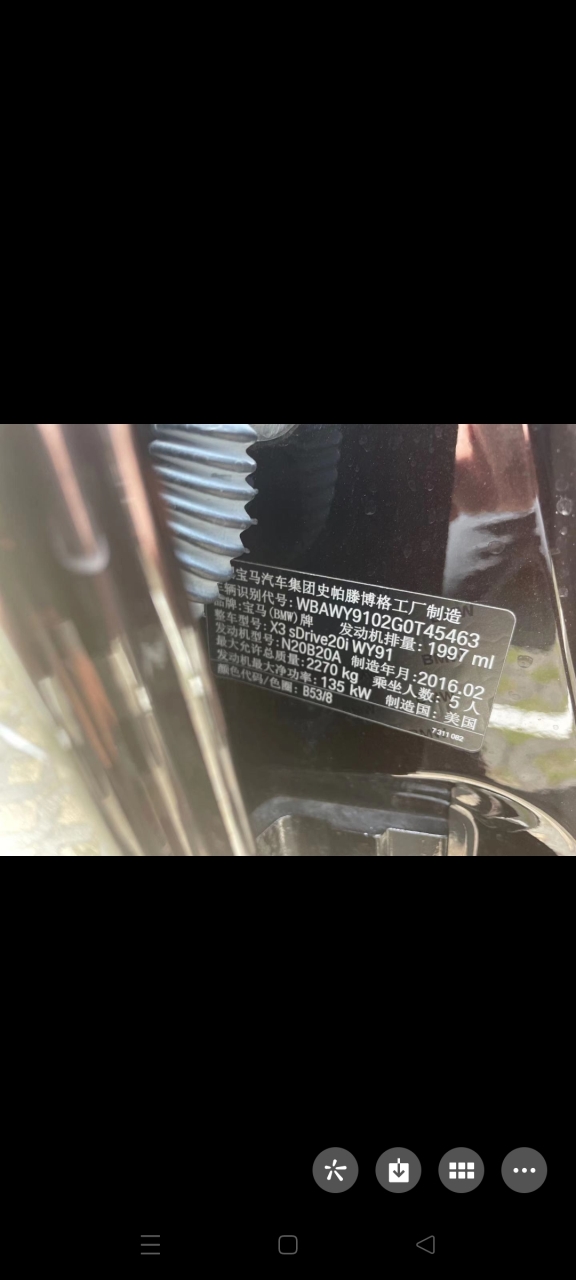 宝马汽车集团史帕滕博格工厂制造
车辆识别代号: WBAWY9102G0T45463
品牌: 宝马(BMW)牌 发动机排量: 1997 ml
整车型号: X3 sDrive20i WY91
发动机型号: N20B20A 制造年月: 2016.02
最大允许总质量: 2270 kg 乘坐人数: 5 人
发动机最大净功率: 135 kW 制造国: 美国
颜色代码/色圈: B53/8
7 311 082